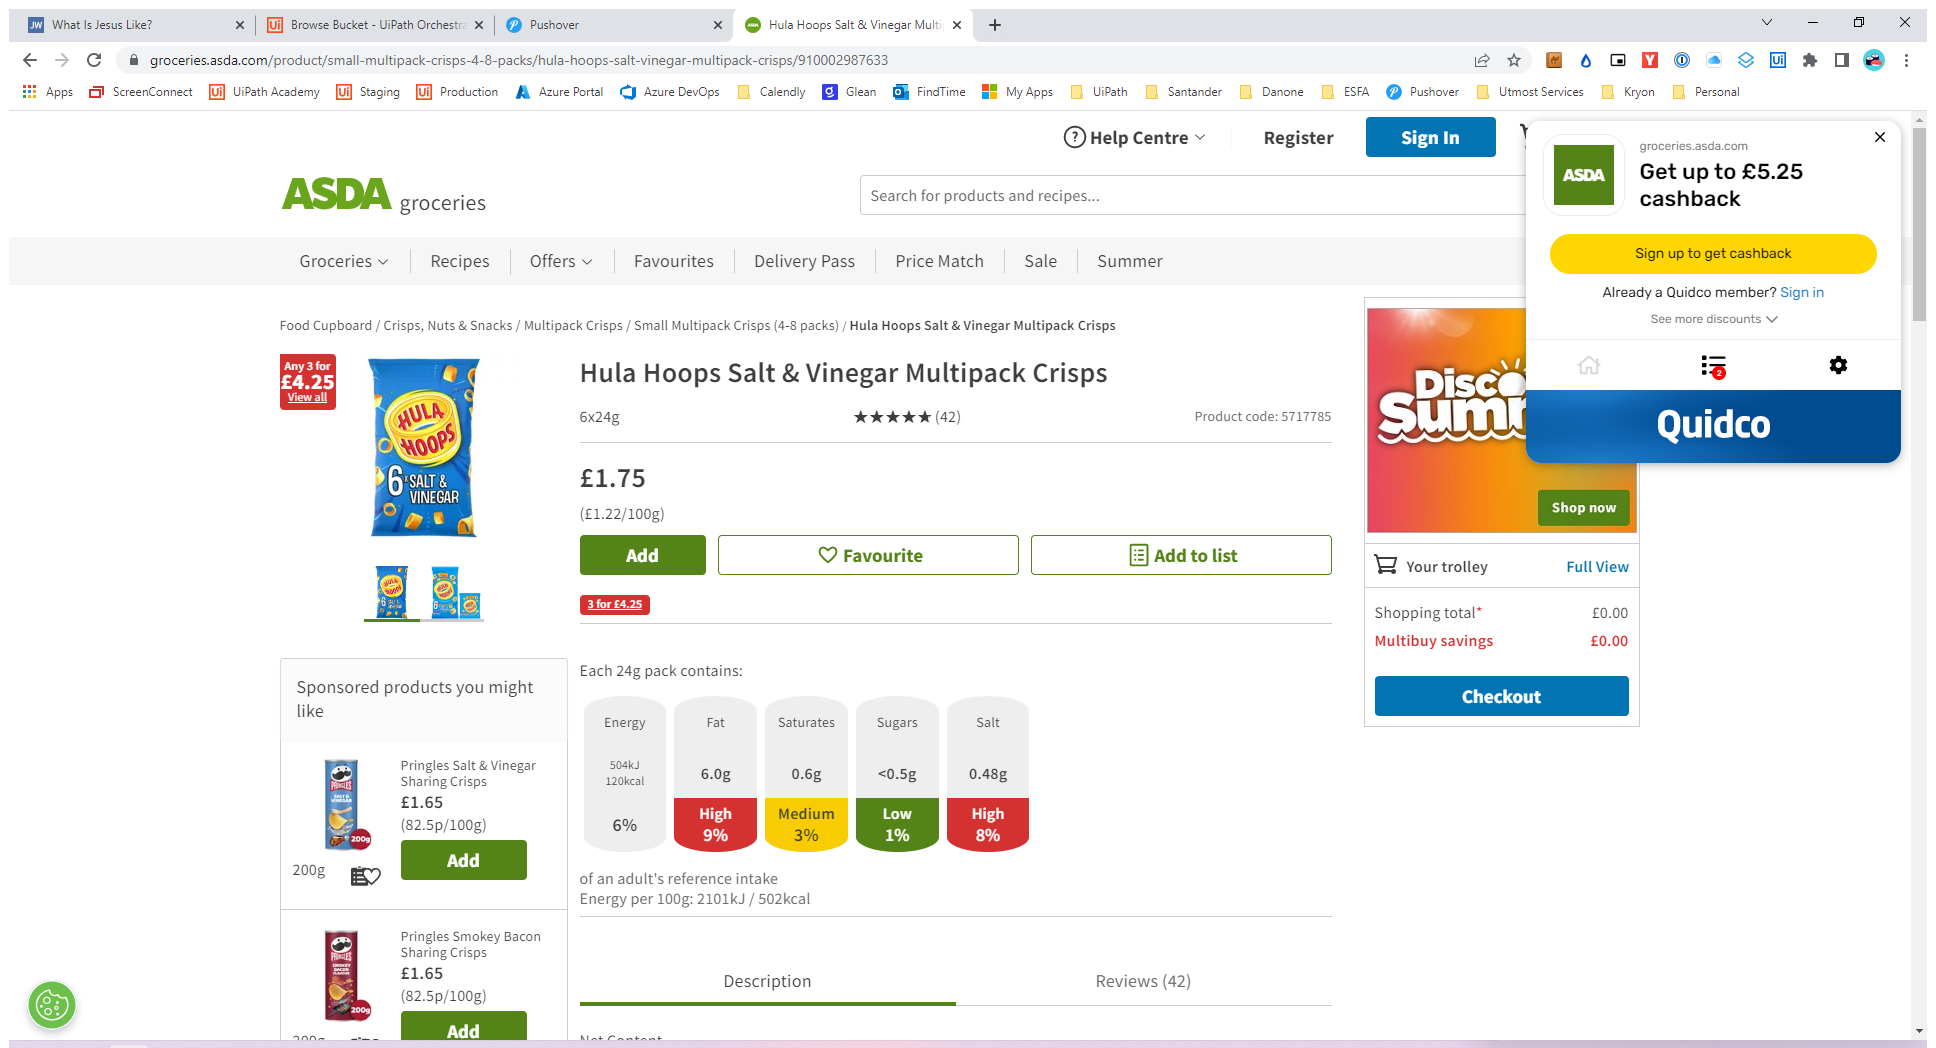 What Is Jesus Like?
Browse Bucket - UiPath Orchestra
Pushover
Hula Hoops Salt & Vinegar Multi
groceries.asda.com/product/small-multipack-crisps-4-8-packs/hula-hoops-salt-vinegar-multipack-crisps/910002987633
Apps ScreenConnect UiPath Academy Staging Production Azure Portal Azure DevOps Calendly Glean FindTime My Apps UiPath Santander Danone ESFA Pushover Utmost Services Kryon Personal
Help Centre Register Sign In
ASDA groceries
Search for products and recipes...
Groceries Recipes Offers Favourites Delivery Pass Price Match Sale Summer
groceries.asda.com
ASDA
Get up to £5.25
cashback
Sign up to get cashback
Already a Quidco member? Sign in
See more discounts
2
Quidco
Food Cupboard / Crisps, Nuts & Snacks / Multipack Crisps / Small Multipack Crisps (4-8 packs) / Hula Hoops Salt & Vinegar Multipack Crisps
Any 3 for
£4.25
View all
HULA
HOOPS
6x SALT &
VINEGAR
Hula Hoops Salt & Vinegar Multipack Crisps
6x24g ★★★★★ (42) Product code: 5717785
£1.75
(£1.22/100g)
Add Favourite Add to list
3 for £4.25
Disco
Summ
Shop now
Your trolley Full View
Shopping total* £0.00
Multibuy savings £0.00
Checkout
Each 24g pack contains:
Energy Fat Saturates Sugars Salt
504kJ
120kcal 6.0g 0.6g <0.5g 0.48g
High Medium Low High
6% 9% 3% 1% 8%
of an adult's reference intake
Energy per 100g: 2101kJ / 502kcal
Description Reviews (42)
Net Content
Sponsored products you might
like
Pringles Salt & Vinegar
Sharing Crisps
£1.65
(82.5p/100g)
Add
200g
PRINGLES
200g
Pringles Smokey Bacon
Sharing Crisps
£1.65
(82.5p/100g)
Add
200g
PRINGLES
200g